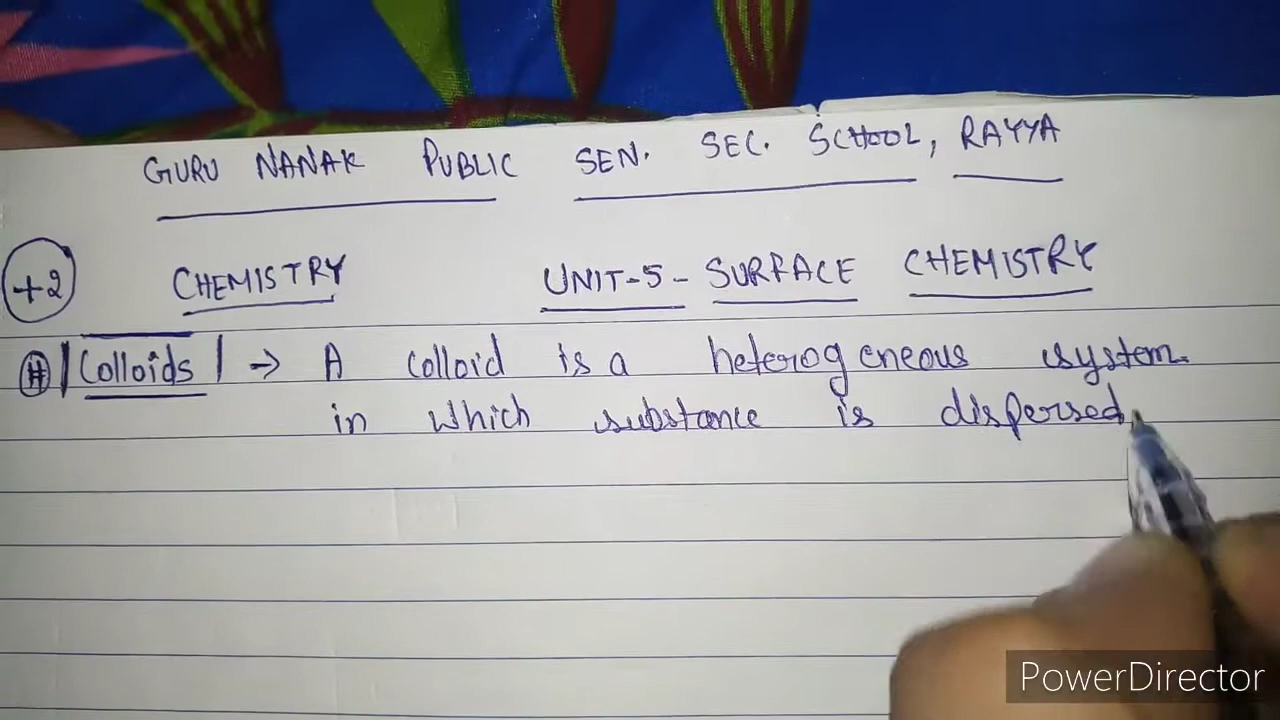 GURU NANAK PUBLIC SEN. SEC. SCHOOL, RAYYA
+2 CHEMISTRY UNIT-5- SURFACE CHEMISTRY
# Colloids → A colloid is a heterogeneous system
in which substance is dispersed
PowerDirector